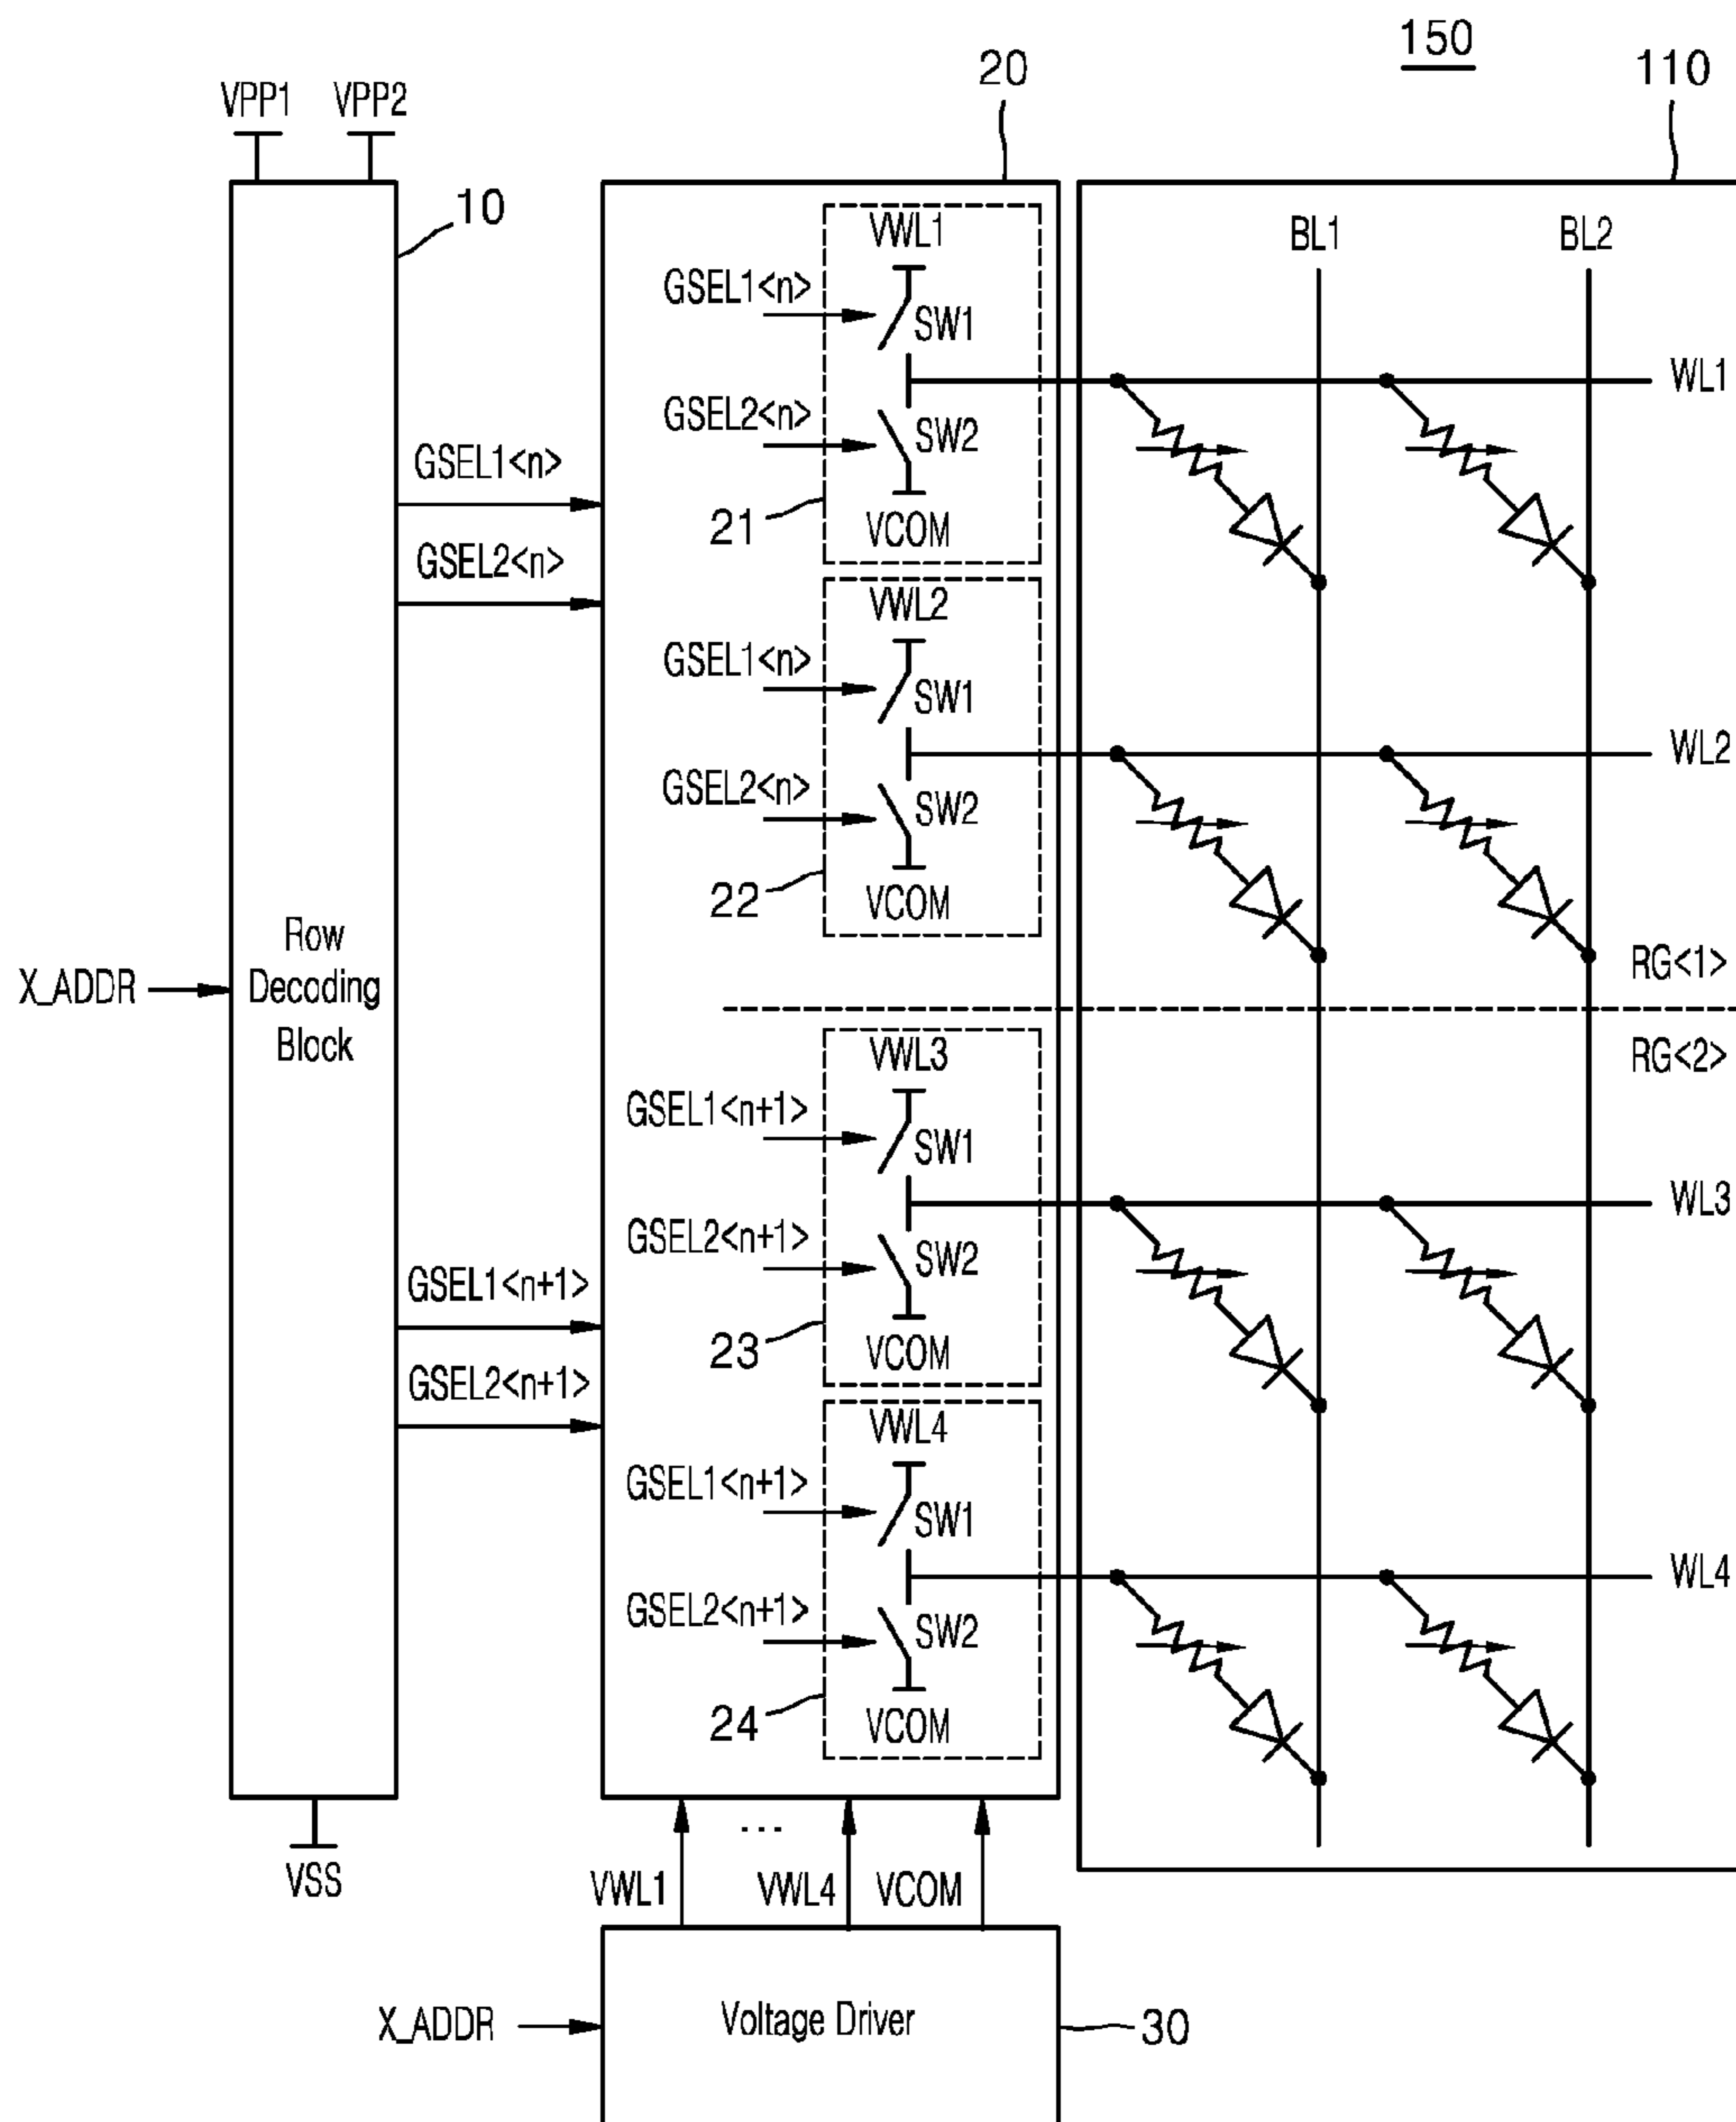 150
20
110
VPP1
VPP2
10
VWL1
BL1
BL2
GSEL1<n>
SW1
WL1
GSEL2<n>
SW2
GSEL1<n>
21
VCOM
GSEL2<n>
VWL2
GSEL1<n>
SW1
WL2
GSEL2<n>
SW2
22
VCOM
Row
Decoding
Block
X_ADDR
RG<1>
RG<2>
VWL3
GSEL1<n+1>
SW1
WL3
GSEL2<n+1>
SW2
GSEL1<n+1>
23
VCOM
GSEL2<n+1>
VWL4
GSEL1<n+1>
SW1
WL4
GSEL2<n+1>
SW2
24
VCOM
...
VSS
VWL1
VWL4
VCOM
X_ADDR
Voltage Driver
30